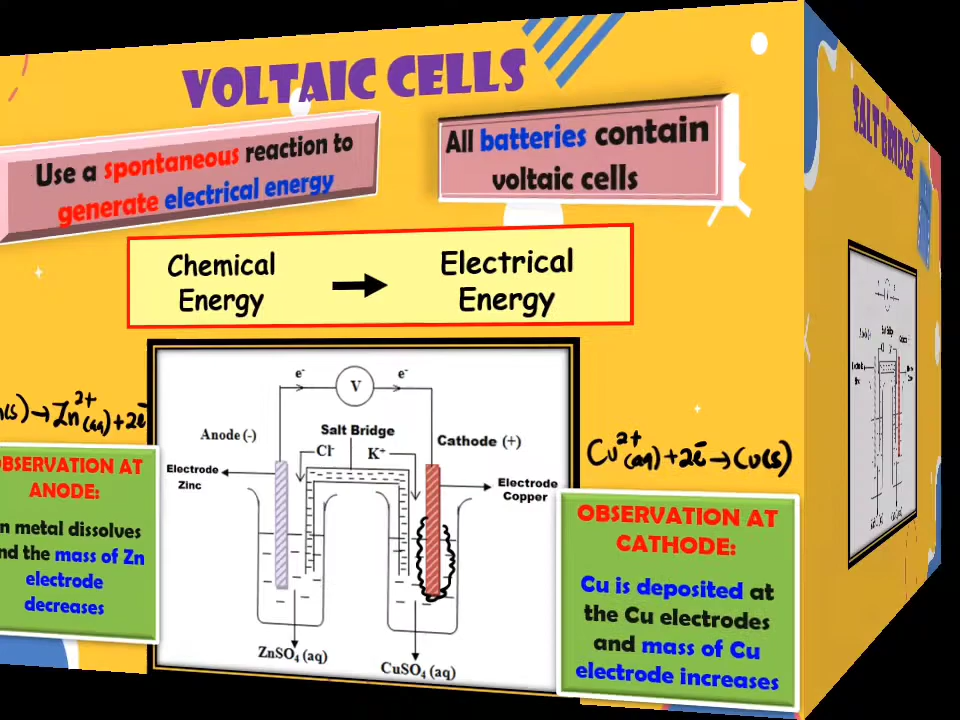 VOLTAIC CELLS
Use a spontaneous reaction to
generate electrical energy
All batteries contain
voltaic cells
Chemical
Energy
Electrical
Energy
(s) → Zn²⁺(aq) + 2e⁻
OBSERVATION AT
ANODE:
metal dissolves
the mass of Zn
electrode
decreases
e⁻
V
e⁻
Anode (-)
Salt Bridge
Cl⁻
K⁺
Cathode (+)
Electrode
Zinc
Electrode
Copper
ZnSO₄ (aq)
CuSO₄ (aq)
Cu²⁺(aq) + 2e⁻ → Cu(s)
OBSERVATION AT
CATHODE:
Cu is deposited at
the Cu electrodes
and mass of Cu
electrode increases
SALT BRIDGE